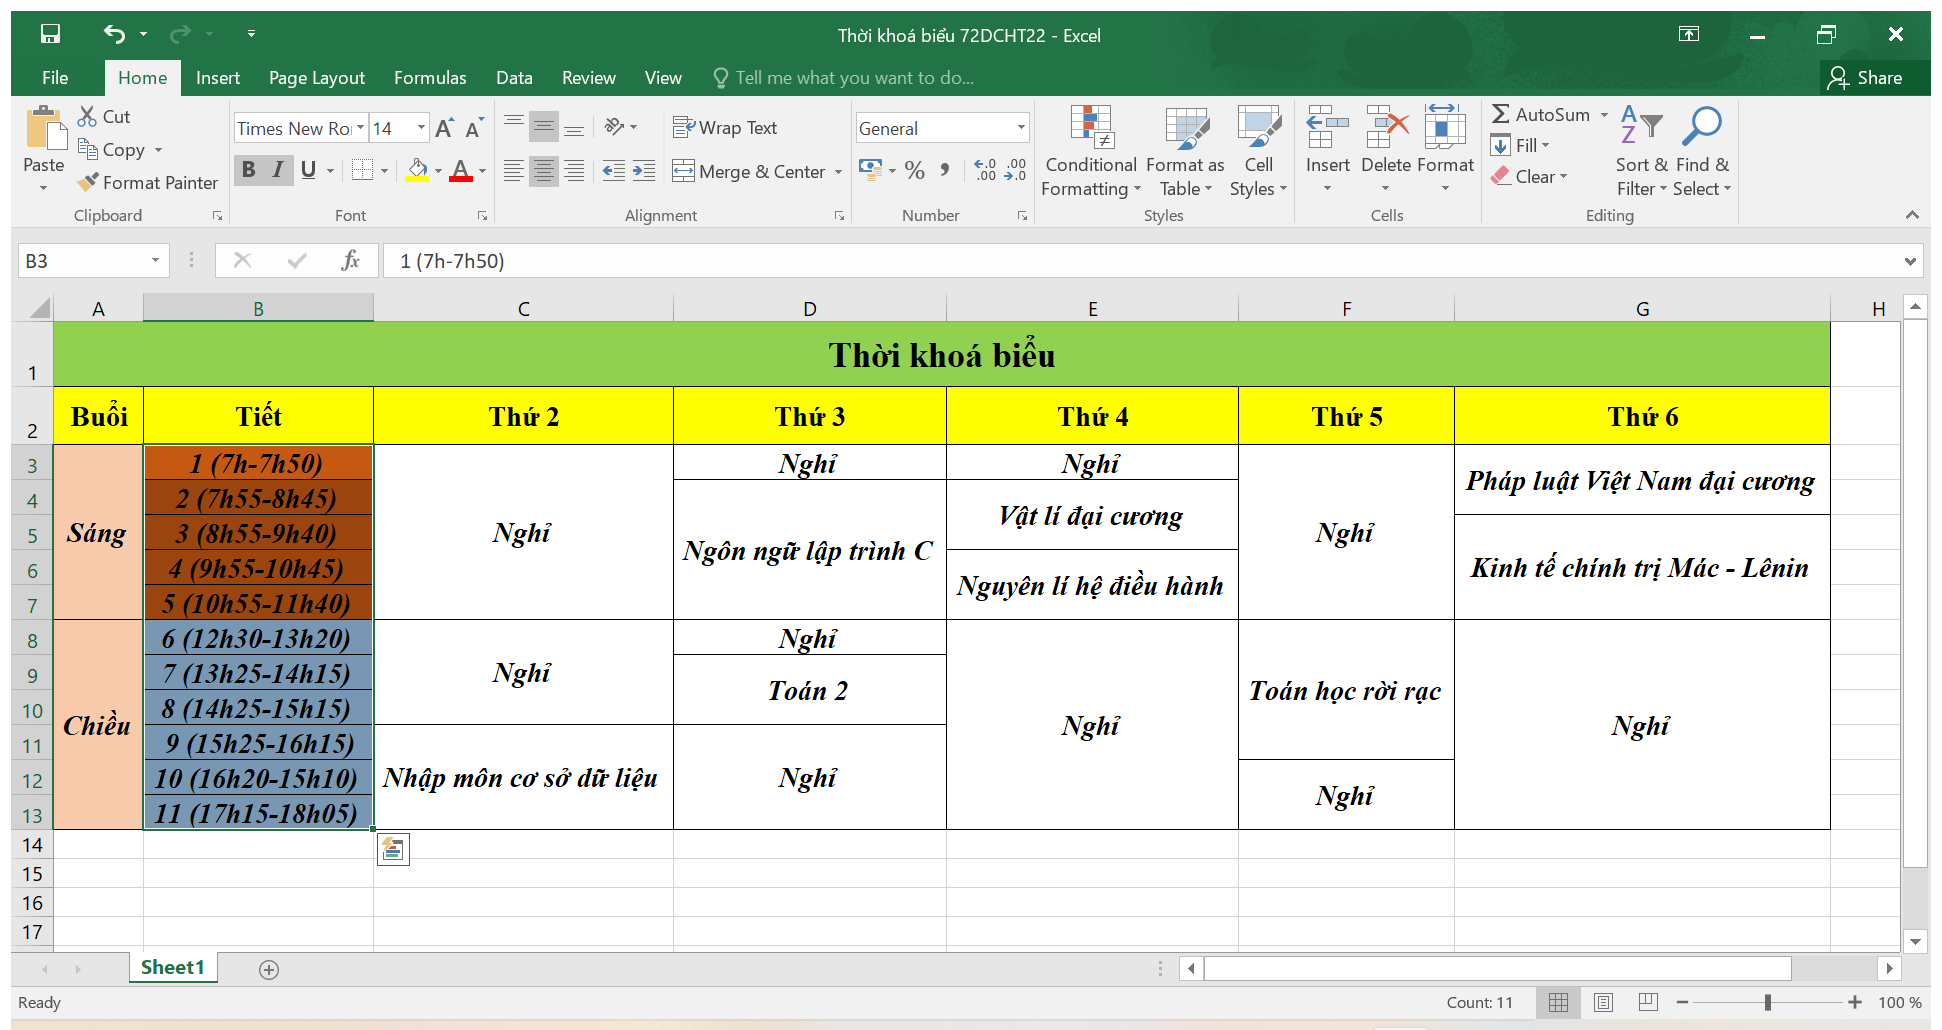 Thời khoá biểu 72DCHT22 - Excel
File Home Insert Page Layout Formulas Data Review View Tell me what you want to do... Share
Cut
Copy
Format Painter
Paste
Clipboard
Times New Ro 14
B I U
Font
Wrap Text
Merge & Center
Alignment
General
Number
Conditional Formatting
Format as Table
Cell Styles
Styles
Insert Delete Format
Cells
AutoSum
Fill
Clear
Sort & Filter
Find & Select
Editing
B3 fx 1 (7h-7h50)
A B C D E F G H
1 Thời khoá biểu
2 Buổi Tiết Thứ 2 Thứ 3 Thứ 4 Thứ 5 Thứ 6
3 1 (7h-7h50) Nghỉ Nghỉ
Pháp luật Việt Nam đại cương
4 2 (7h55-8h45)
Vật lí đại cương
5 Sáng 3 (8h55-9h40) Nghỉ Nghỉ
Ngôn ngữ lập trình C
6 4 (9h55-10h45) Kinh tế chính trị Mác - Lênin
Nguyên lí hệ điều hành
7 5 (10h55-11h40)
8 6 (12h30-13h20) Nghỉ
9 7 (13h25-14h15) Nghỉ
Toán 2 Toán học rời rạc
10 8 (14h25-15h15)
Chiều Nghỉ Nghỉ
11 9 (15h25-16h15)
12 10 (16h20-15h10) Nhập môn cơ sở dữ liệu Nghỉ
Nghỉ
13 11 (17h15-18h05)
14
15
16
17
Sheet1
Ready Count: 11 100 %